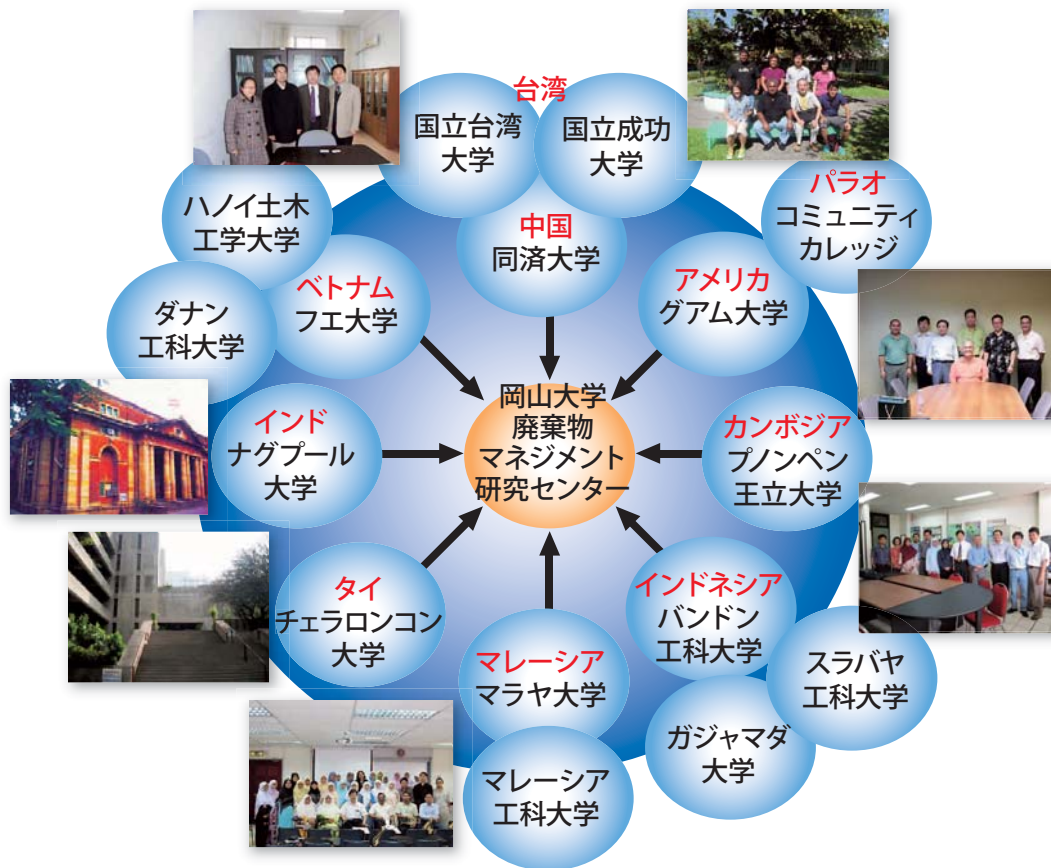 台湾
国立台湾
大学
国立成功
大学
中国
同済大学
パラオ
コミュニティ
カレッジ
アメリカ
グアム大学
ハノイ土木
工学大学
ベトナム
フエ大学
ダナン
工科大学
インド
ナグプール
大学
岡山大学
廃棄物
マネジメント
研究センター
カンボジア
プノンペン
王立大学
タイ
チェラロンコン
大学
マレーシア
マラヤ大学
マレーシア
工科大学
インドネシア
バンドン
工科大学
スラバヤ
工科大学
ガジャマダ
大学